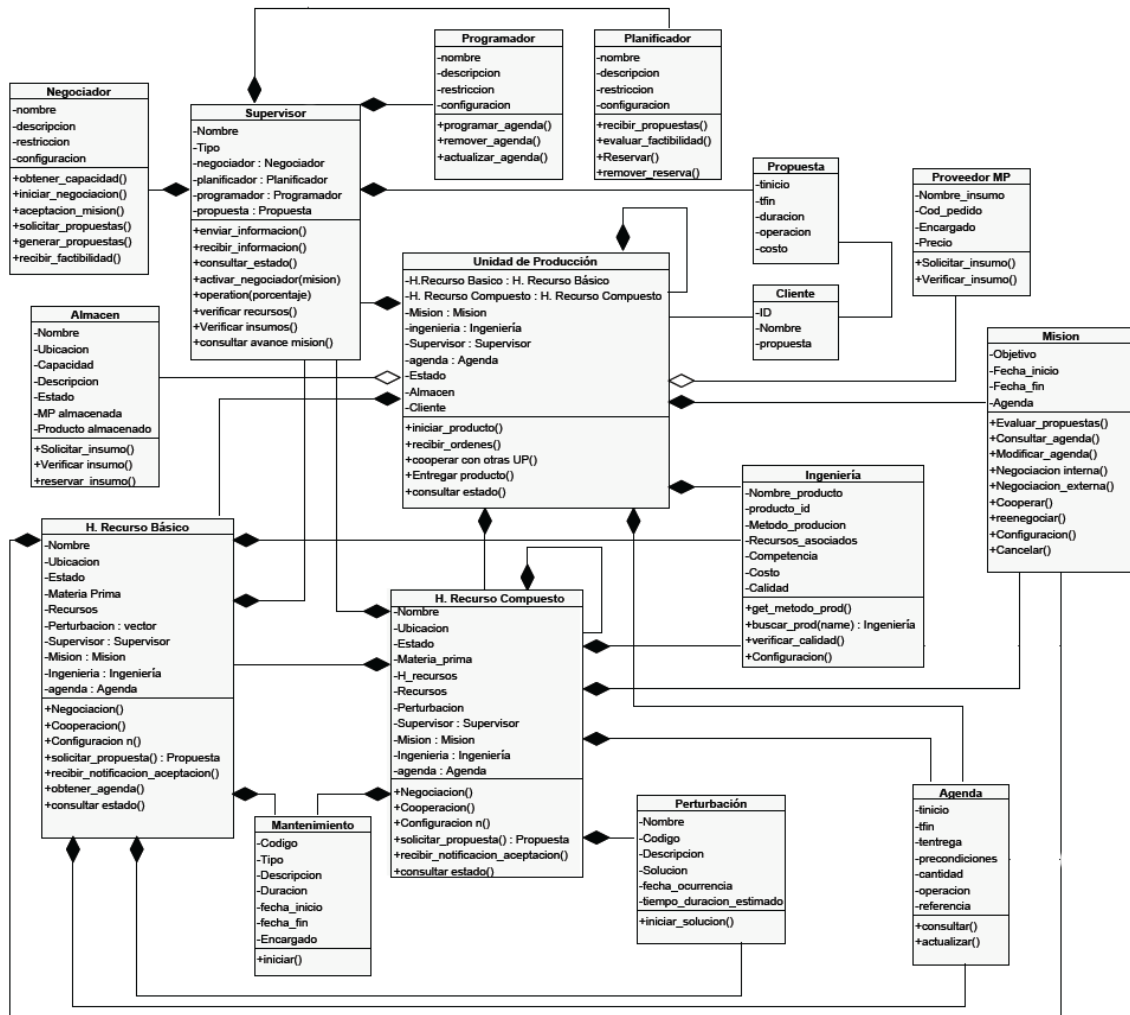 Programador
-nombre
-descripcion
-restriccion
-configuracion
+programar_agenda()
+remover_agenda()
+actualizar_agenda()
Planificador
-nombre
-descripcion
-restriccion
-configuracion
+recibir_propuestas()
+evaluar_factibilidad()
+Reservar()
+remover_reserva()
Negociador
-nombre
-descripcion
-restriccion
-configuracion
+obtener_capacidad()
+iniciar_negociacion()
+aceptacion_mision()
+solicitar_propuestas()
+generar_propuestas()
+recibir_factibilidad()
Supervisor
-Nombre
-Tipo
-negociador : Negociador
-planificador : Planificador
-programador : Programador
-propuesta : Propuesta
+enviar_informacion()
+recibir_informacion()
+consultar_estado()
+activar_negociador(mision)
+operation(porcentaje)
+verificar recursos()
+Verificar insumos()
+consultar avance mision()
Propuesta
-tinicio
-tfin
-duracion
-operacion
-costo
Proveedor MP
-Nombre_insumo
-Cod_pedido
-Encargado
-Precio
+Solicitar_insumo()
+Verificar_insumo()
Unidad de Producción
-H.Recurso Basico : H. Recurso Básico
-H. Recurso Compuesto : H. Recurso Compuesto
-Mision : Mision
-ingenieria : Ingeniería
-Supervisor : Supervisor
-agenda : Agenda
-Estado
-Almacen
-Cliente
+iniciar_producto()
+recibir_ordenes()
+cooperar con otras UP()
+Entregar producto()
+consultar estado()
Cliente
-ID
-Nombre
-propuesta
Almacen
-Nombre
-Ubicacion
-Capacidad
-Descripcion
-Estado
-MP almacenada
-Producto almacenado
+Solicitar_insumo()
+Verificar insumo()
+reservar_insumo()
Mision
-Objetivo
-Fecha_inicio
-Fecha_fin
-Agenda
+Evaluar_propuestas()
+Consultar_agenda()
+Modificar_agenda()
+Negociacion interna()
+Negociacion_externa()
+Cooperar()
+reenegociar()
+Configuracion()
+Cancelar()
Ingeniería
-Nombre_producto
-producto_id
-Metodo_producion
-Recursos_asociados
-Competencia
-Costo
-Calidad
+get_metodo_prod()
+buscar_prod(name) : Ingeniería
+verificar_calidad()
+Configuracion()
H. Recurso Básico
-Nombre
-Ubicacion
-Estado
-Materia Prima
-Recursos
-Perturbacion : vector
-Supervisor : Supervisor
-Mision : Mision
-Ingenieria : Ingeniería
-agenda : Agenda
+Negociacion()
+Cooperacion()
+Configuracion n()
+solicitar_propuesta() : Propuesta
+recibir_notificacion_aceptacion()
+obtener_agenda()
+consultar estado()
H. Recurso Compuesto
-Nombre
-Ubicacion
-Estado
-Materia_prima
-H_recursos
-Recursos
-Perturbacion
-Supervisor : Supervisor
-Mision : Mision
-Ingenieria : Ingeniería
-agenda : Agenda
+Negociacion()
+Cooperacion()
+Configuracion n()
+solicitar_propuesta() : Propuesta
+recibir_notificacion_aceptacion()
+consultar estado()
Mantenimiento
-Codigo
-Tipo
-Descripcion
-Duracion
-fecha_inicio
-fecha_fin
-Encargado
+iniciar()
Perturbación
-Nombre
-Codigo
-Descripcion
-Solucion
-fecha_ocurrencia
-tiempo_duracion_estimado
+iniciar_solucion()
Agenda
-tinicio
-tfin
-tentrega
-precondiciones
-cantidad
-operacion
-referencia
+consultar()
+actualizar()